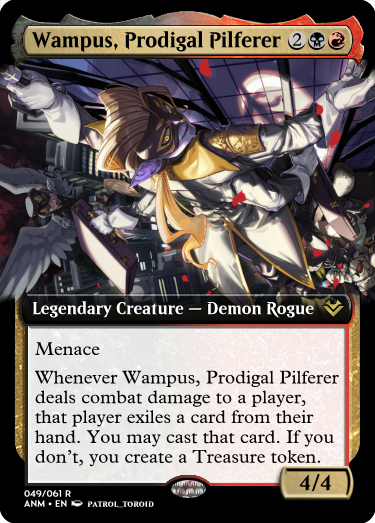 Wampus, Prodigal Pilferer 2
Legendary Creature — Demon Rogue
Menace
Whenever Wampus, Prodigal Pilferer
deals combat damage to a player,
that player exiles a card from their
hand. You may cast that card. If you
don't, you create a Treasure token.
4/4
049/061 R
ANM • EN PATROL_TOROID